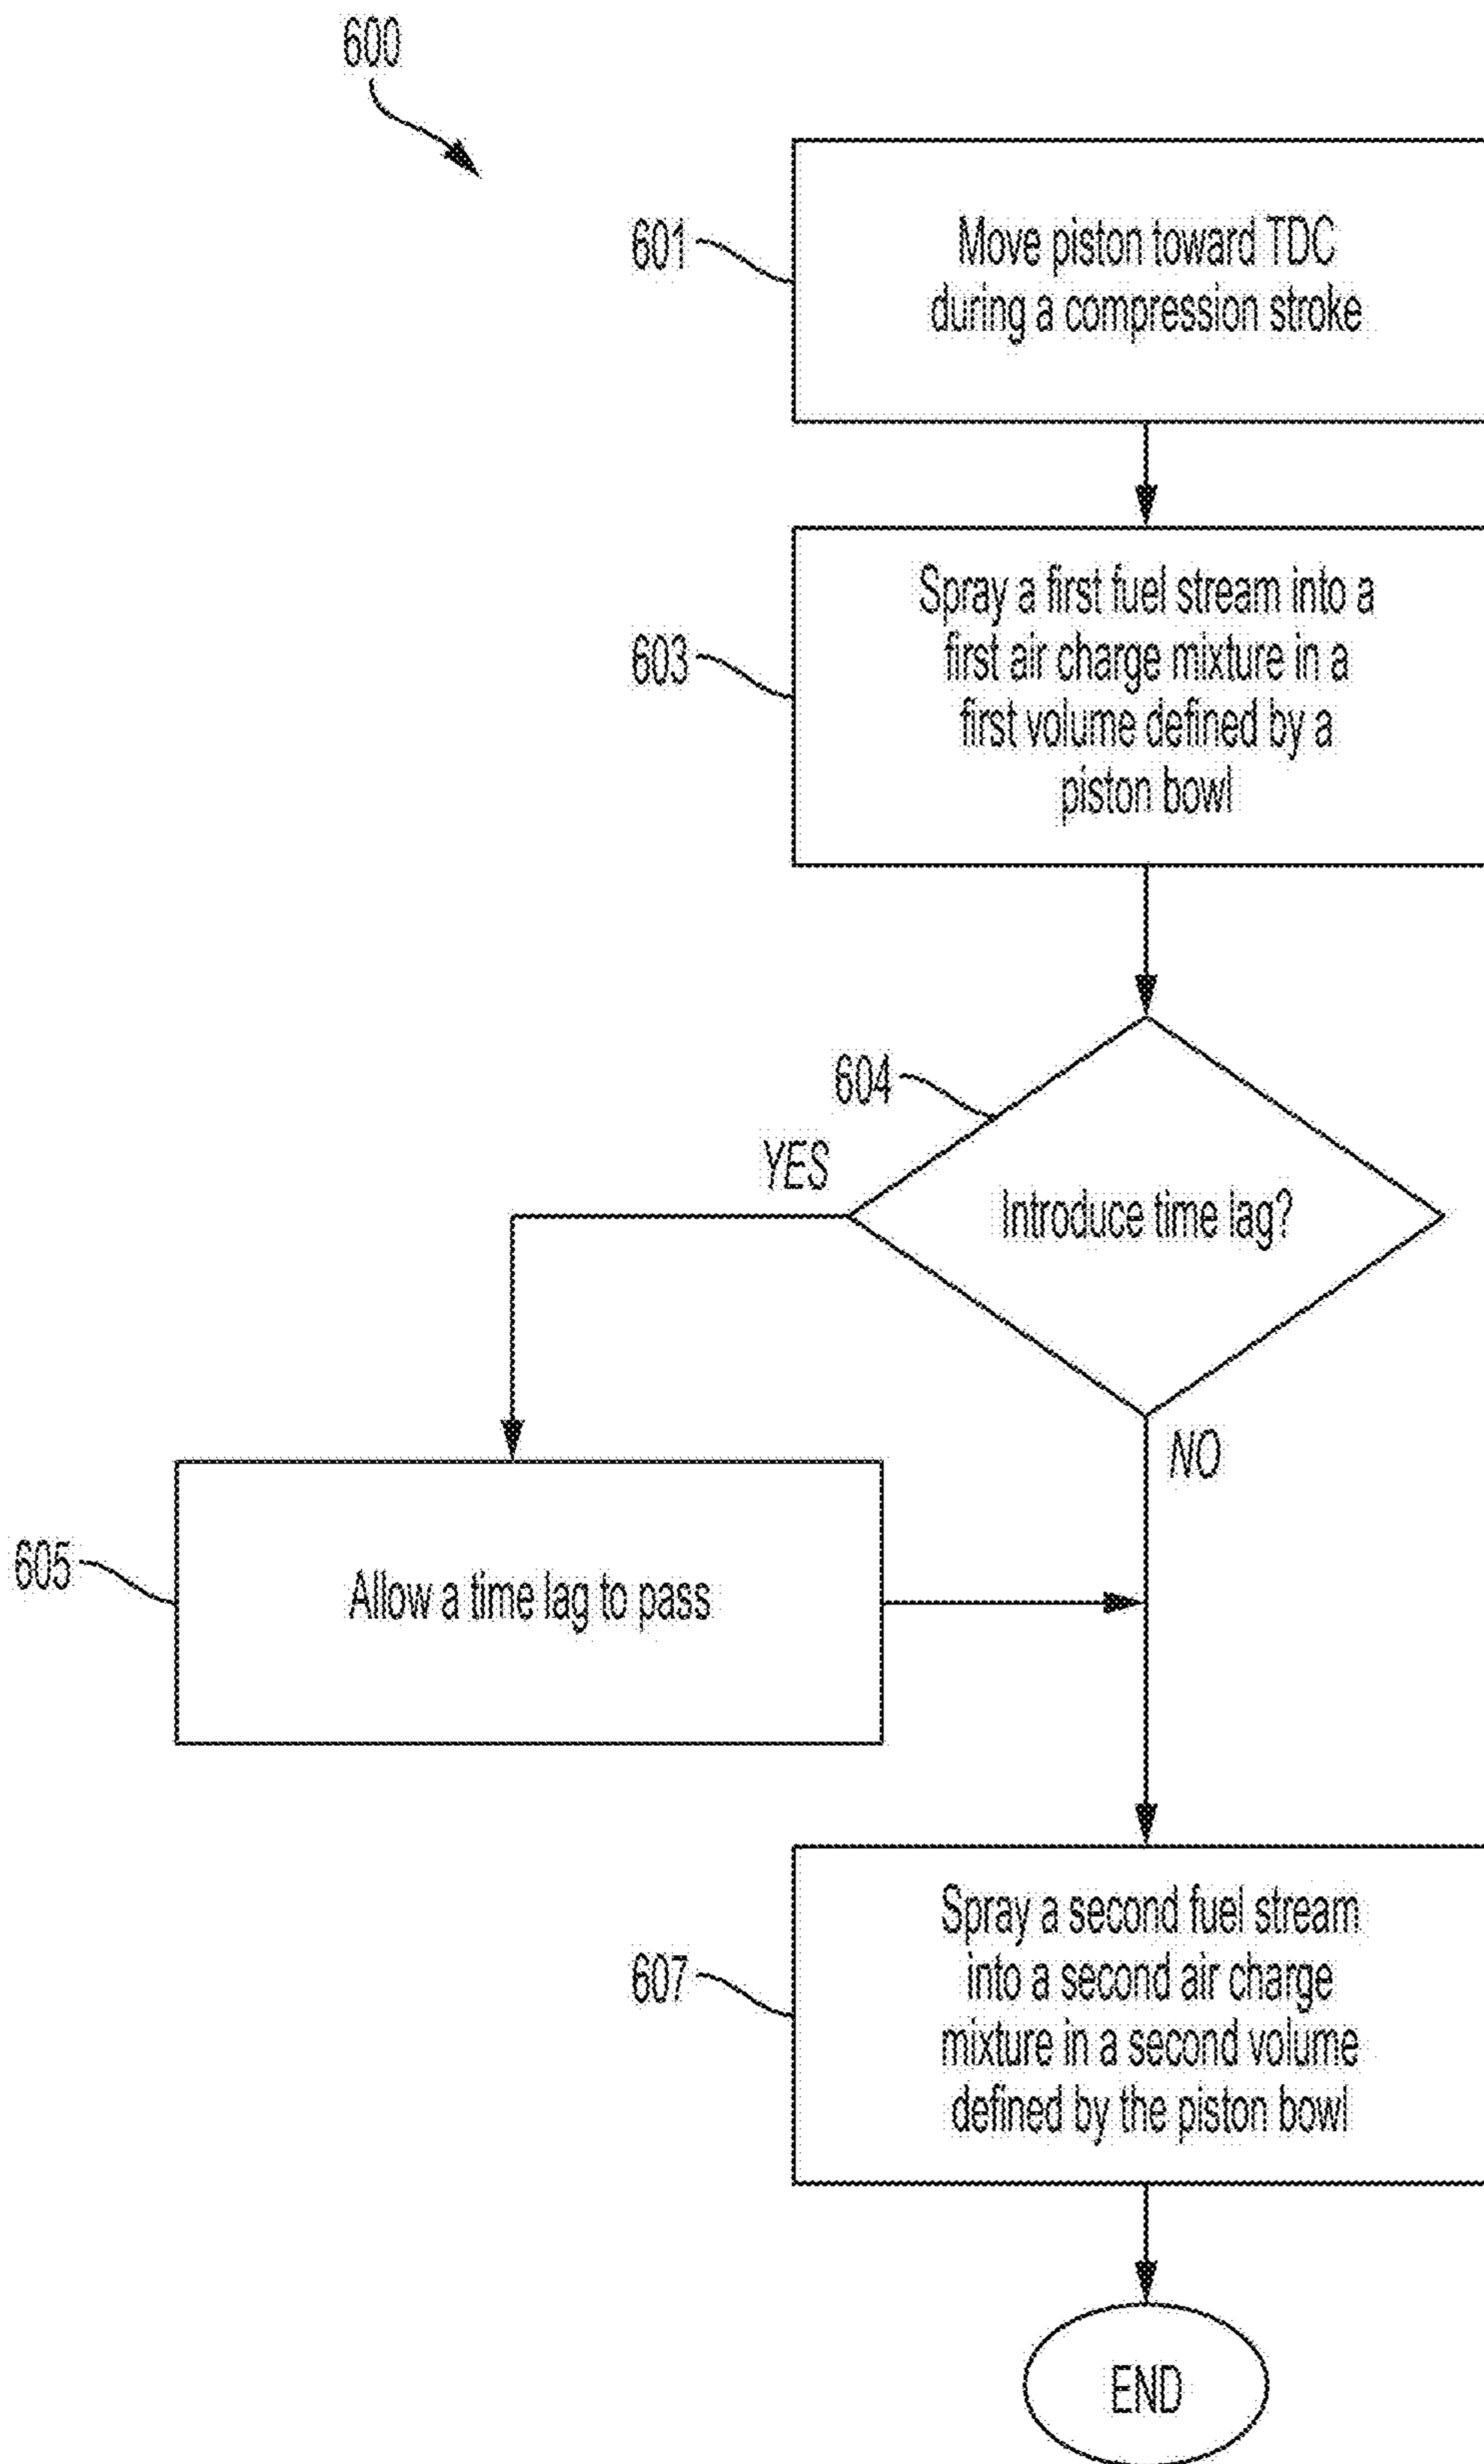 600
601
Move piston toward TDC
during a compression stroke
603
Spray a first fuel stream into a
first air charge mixture in a
first volume defined by a
piston bowl
604
YES
Introduce time lag?
NO
605
Allow a time lag to pass
607
Spray a second fuel stream
into a second air charge
mixture in a second volume
defined by the piston bowl
END